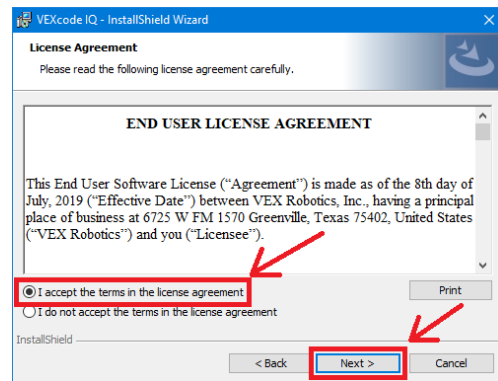 VEXcode IQ - InstallShield Wizard
License Agreement
Please read the following license agreement carefully.
END USER LICENSE AGREEMENT
This End User Software License (“Agreement”) is made as of the 8th day of
July, 2019 (“Effective Date”) between VEX Robotics, Inc., having a principal
place of business at 6725 W FM 1570 Greenville, Texas 75402, United States
(“VEX Robotics”) and you (“Licensee”).
I accept the terms in the license agreement
Print
I do not accept the terms in the license agreement
InstallShield
< Back Next > Cancel